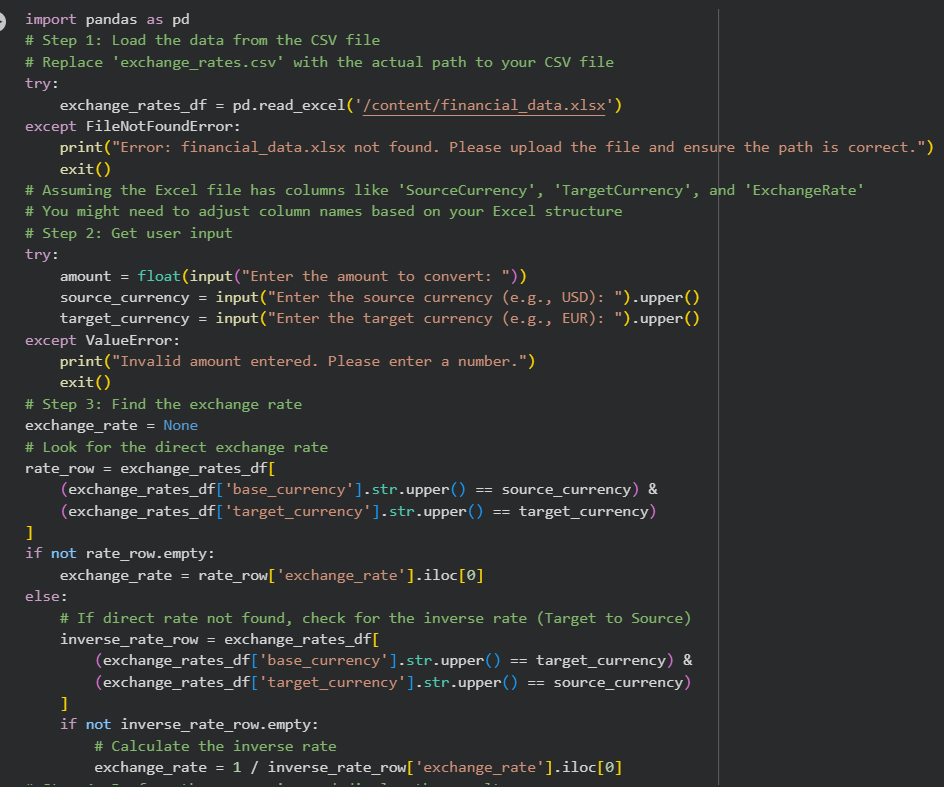 import pandas as pd
# Step 1: Load the data from the CSV file
# Replace 'exchange_rates.csv' with the actual path to your CSV file
try:
    exchange_rates_df = pd.read_excel('/content/financial_data.xlsx')
except FileNotFoundError:
    print("Error: financial_data.xlsx not found. Please upload the file and ensure the path is correct.")
    exit()
# Assuming the Excel file has columns like 'SourceCurrency', 'TargetCurrency', and 'ExchangeRate'
# You might need to adjust column names based on your Excel structure
# Step 2: Get user input
try:
    amount = float(input("Enter the amount to convert: "))
    source_currency = input("Enter the source currency (e.g., USD): ").upper()
    target_currency = input("Enter the target currency (e.g., EUR): ").upper()
except ValueError:
    print("Invalid amount entered. Please enter a number.")
    exit()
# Step 3: Find the exchange rate
exchange_rate = None
# Look for the direct exchange rate
rate_row = exchange_rates_df[
    (exchange_rates_df['base_currency'].str.upper() == source_currency) &
    (exchange_rates_df['target_currency'].str.upper() == target_currency)
]
if not rate_row.empty:
    exchange_rate = rate_row['exchange_rate'].iloc[0]
else:
    # If direct rate not found, check for the inverse rate (Target to Source)
    inverse_rate_row = exchange_rates_df[
        (exchange_rates_df['base_currency'].str.upper() == target_currency) &
        (exchange_rates_df['target_currency'].str.upper() == source_currency)
    ]
    if not inverse_rate_row.empty:
        # Calculate the inverse rate
        exchange_rate = 1 / inverse_rate_row['exchange_rate'].iloc[0]